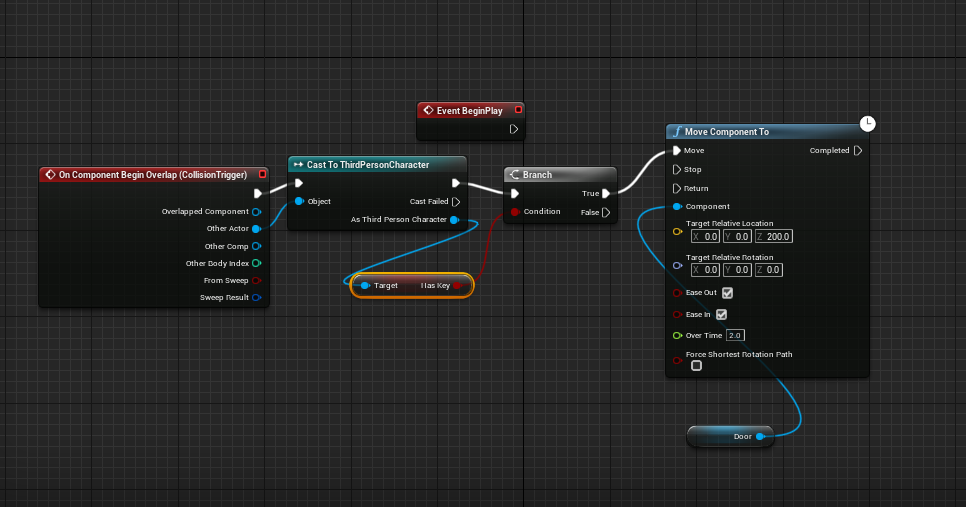 Event BeginPlay
On Component Begin Overlap (CollisionTrigger)
Overlapped Component
Other Actor
Other Comp
Other Body Index
From Sweep
Sweep Result
Cast To ThirdPersonCharacter
Object
Cast Failed
As Third Person Character
Target Has Key
Branch
True
Condition False
f Move Component To
Move Completed
Stop
Return
Component
Target Relative Location
X 0.0 Y 0.0 Z 200.0
Target Relative Rotation
X 0.0 Y 0.0 Z 0.0
Ease Out
Ease In
Over Time 2.0
Force Shortest Rotation Path
Door